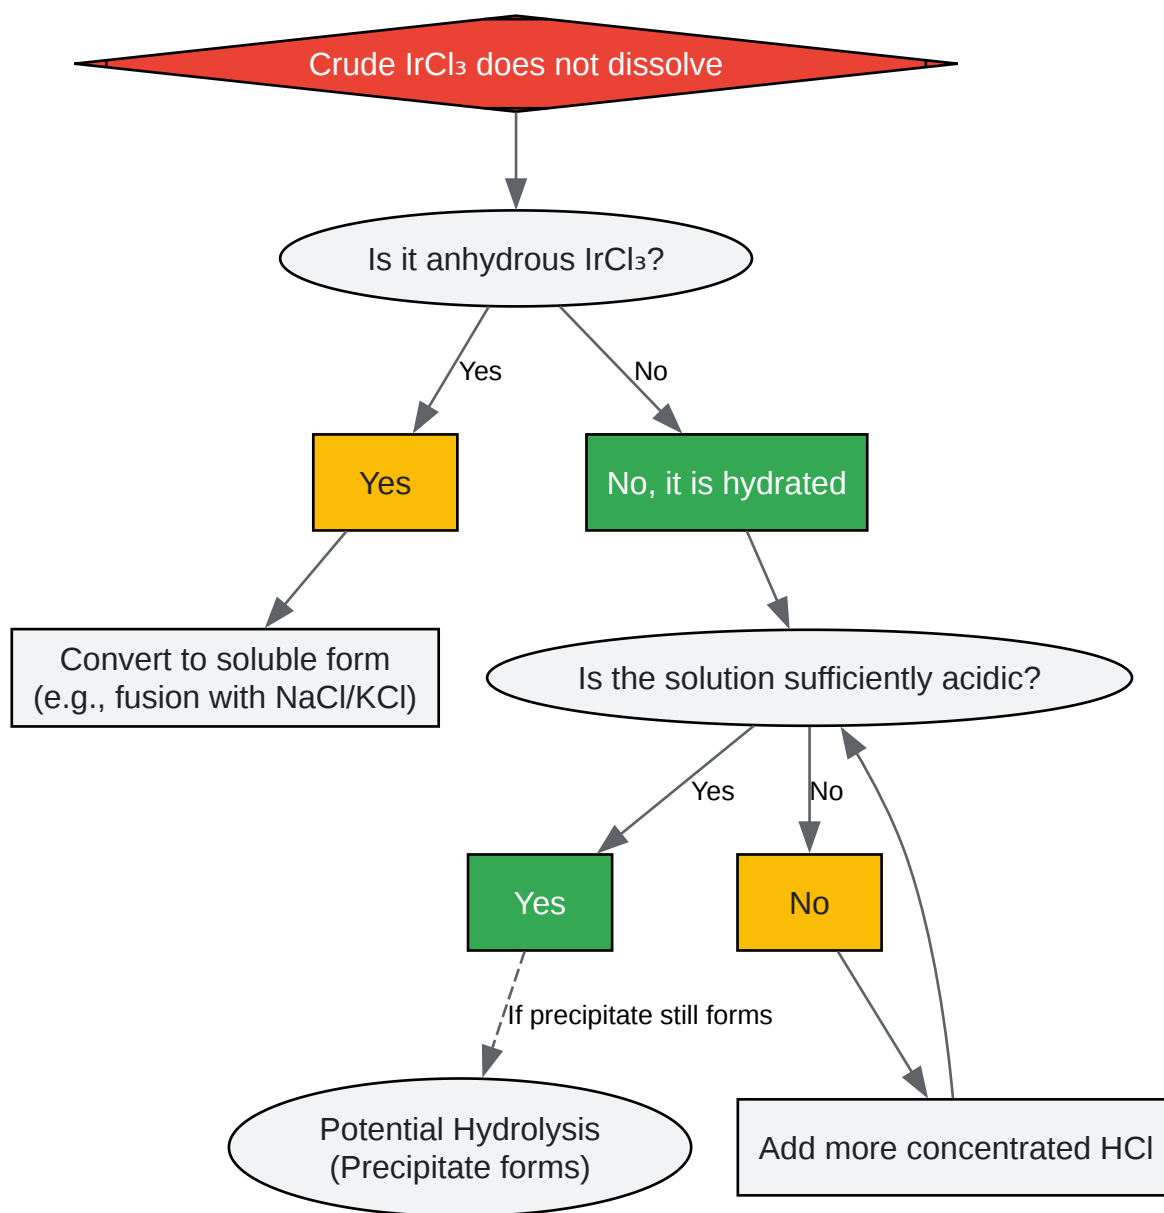 Crude IrCl₃ does not dissolve
Is it anhydrous IrCl₃?
Yes
No
Yes
No, it is hydrated
Convert to soluble form
(e.g., fusion with NaCl/KCl)
Is the solution sufficiently acidic?
Yes
No
Yes
No
If precipitate still forms
Potential Hydrolysis
(Precipitate forms)
Add more concentrated HCl